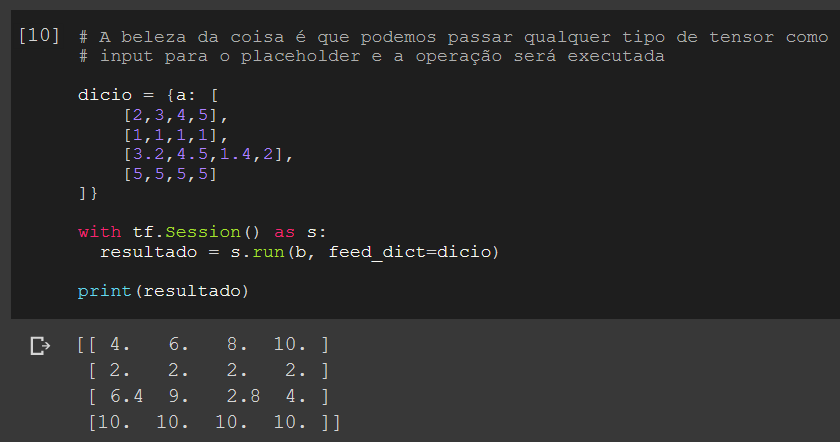 [10] # A beleza da coisa é que podemos passar qualquer tipo de tensor como
# input para o placeholder e a operação será executada
dicio = {a: [
[2,3,4,5],
[1,1,1,1],
[3.2,4.5,1.4,2],
[5,5,5,5]
]}
with tf.Session() as s:
resultado = s.run(b, feed_dict=dicio)
print(resultado)
[[ 4. 6. 8. 10. ]
[ 2. 2. 2. 2. ]
[ 6.4 9. 2.8 4. ]
[10. 10. 10. 10. ]]